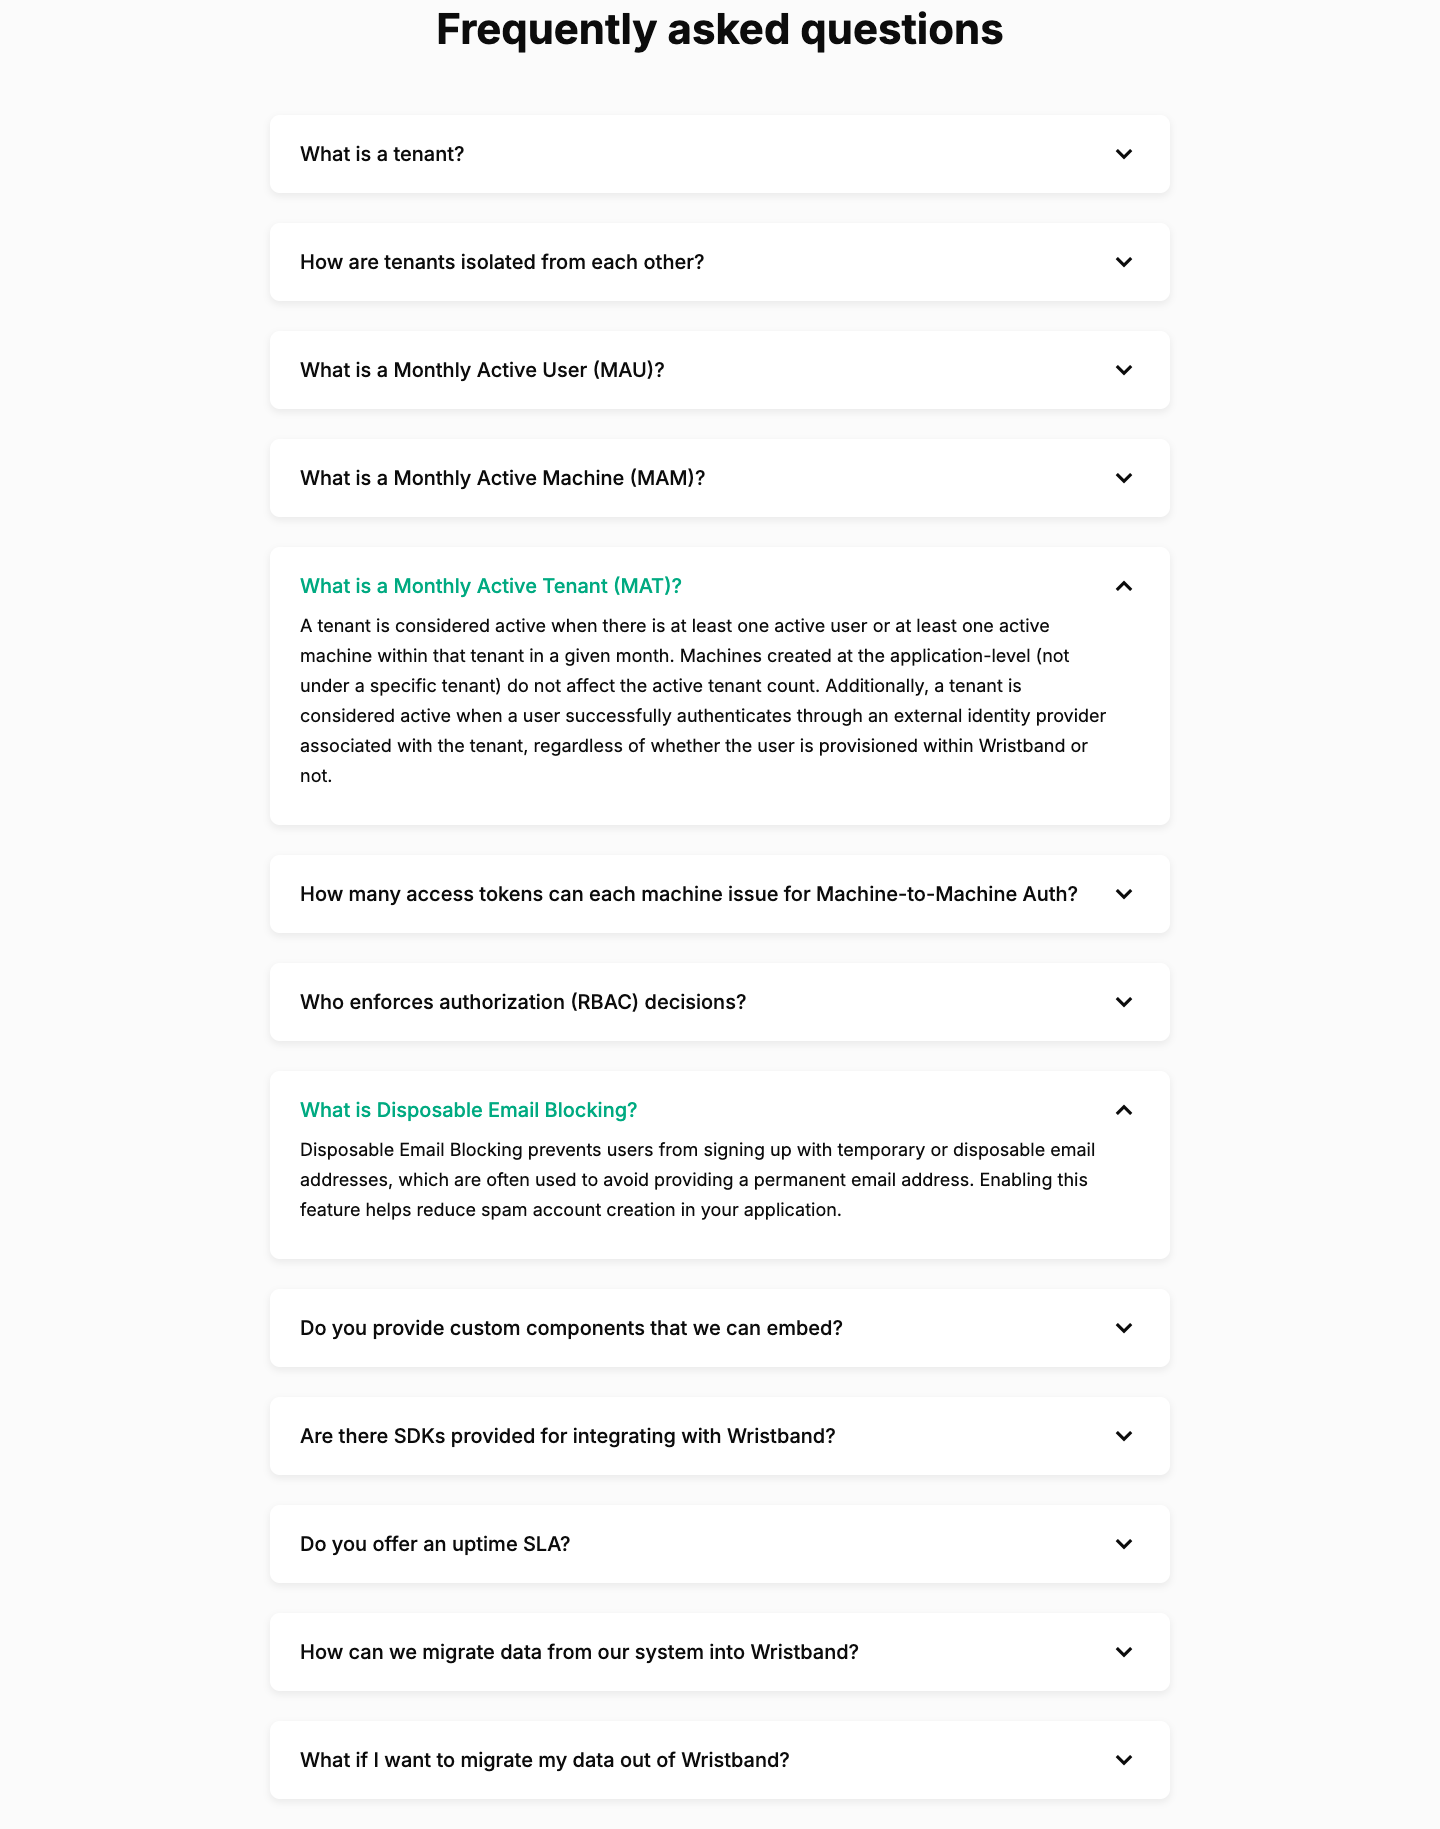 Frequently asked questions
What is a tenant?
How are tenants isolated from each other?
What is a Monthly Active User (MAU)?
What is a Monthly Active Machine (MAM)?
What is a Monthly Active Tenant (MAT)?
A tenant is considered active when there is at least one active user or at least one active
machine within that tenant in a given month. Machines created at the application-level (not
under a specific tenant) do not affect the active tenant count. Additionally, a tenant is
considered active when a user successfully authenticates through an external identity provider
associated with the tenant, regardless of whether the user is provisioned within Wristband or
not.
How many access tokens can each machine issue for Machine-to-Machine Auth?
Who enforces authorization (RBAC) decisions?
What is Disposable Email Blocking?
Disposable Email Blocking prevents users from signing up with temporary or disposable email
addresses, which are often used to avoid providing a permanent email address. Enabling this
feature helps reduce spam account creation in your application.
Do you provide custom components that we can embed?
Are there SDKs provided for integrating with Wristband?
Do you offer an uptime SLA?
How can we migrate data from our system into Wristband?
What if I want to migrate my data out of Wristband?